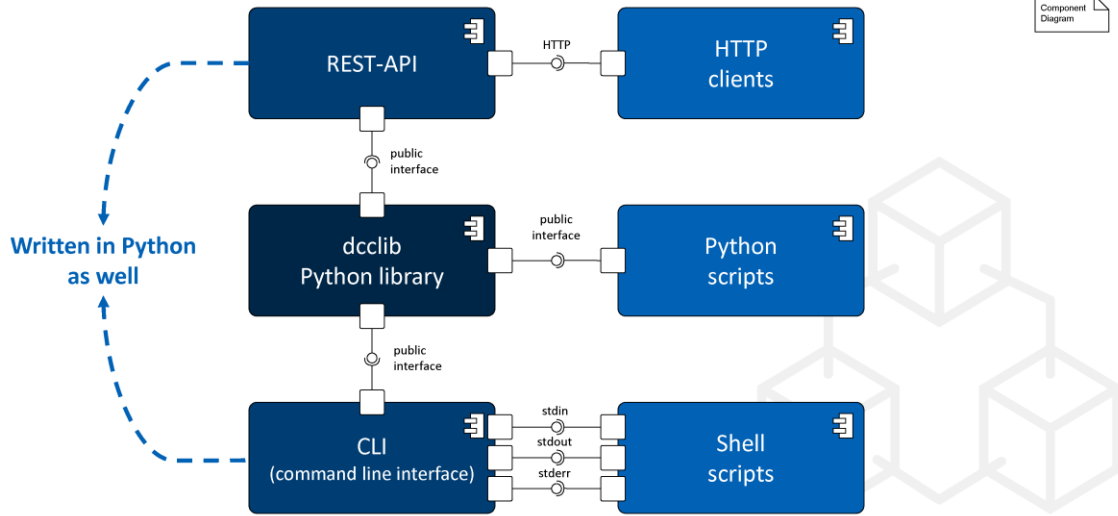 Component
Diagram
REST-API
HTTP
HTTP
clients
public
interface
Written in Python
as well
dcclib
Python library
public
interface
Python
scripts
public
interface
CLI
(command line interface)
stdin
stdout
stderr
Shell
scripts